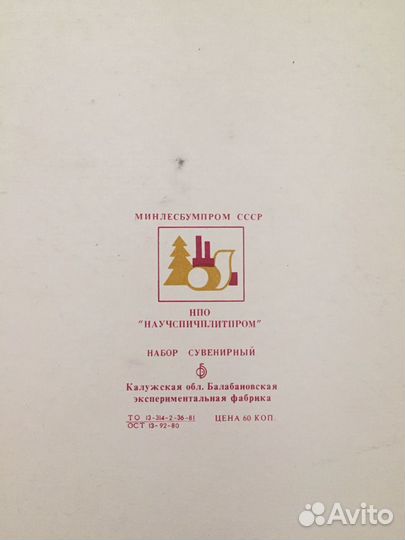 МИНЛЕСБУМПРОМ СССР
НПО
"НАУЧСПИЧПЛИТПРОМ"
НАБОР СУВЕНИРНЫЙ
Калужская обл. Балабановская
экспериментальная фабрика
ТО 13-314-2-36-81 ЦЕНА 60 КОП.
ОСТ 13-92-80
Avito